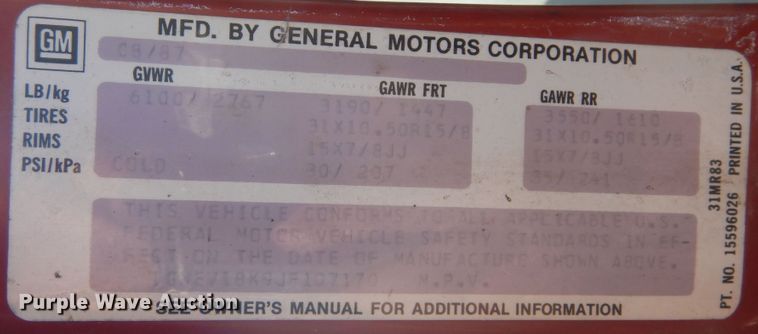 GM
MFD. BY GENERAL MOTORS CORPORATION
08/87
GVWR
GAWR FRT
GAWR RR
LB/kg 6100/ 2767 3190/ 1447 3550/ 1610
TIRES 31X10.50R15/B 31X10.50R15/B
RIMS 15X7/8JJ 15X7/8JJ
PSI/kPa COLD 30/ 207 35/ 241
THIS VEHICLE CONFORMS TO ALL APPLICABLE U.S.
FEDERAL MOTOR VEHICLE SAFETY STANDARDS IN EF-
FECT ON THE DATE OF MANUFACTURE SHOWN ABOVE.
M.P.V.
SEE OWNER'S MANUAL FOR ADDITIONAL INFORMATION
31MR83
PT. NO. 15596026 PRINTED IN U.S.A.
Purple Wave Auction